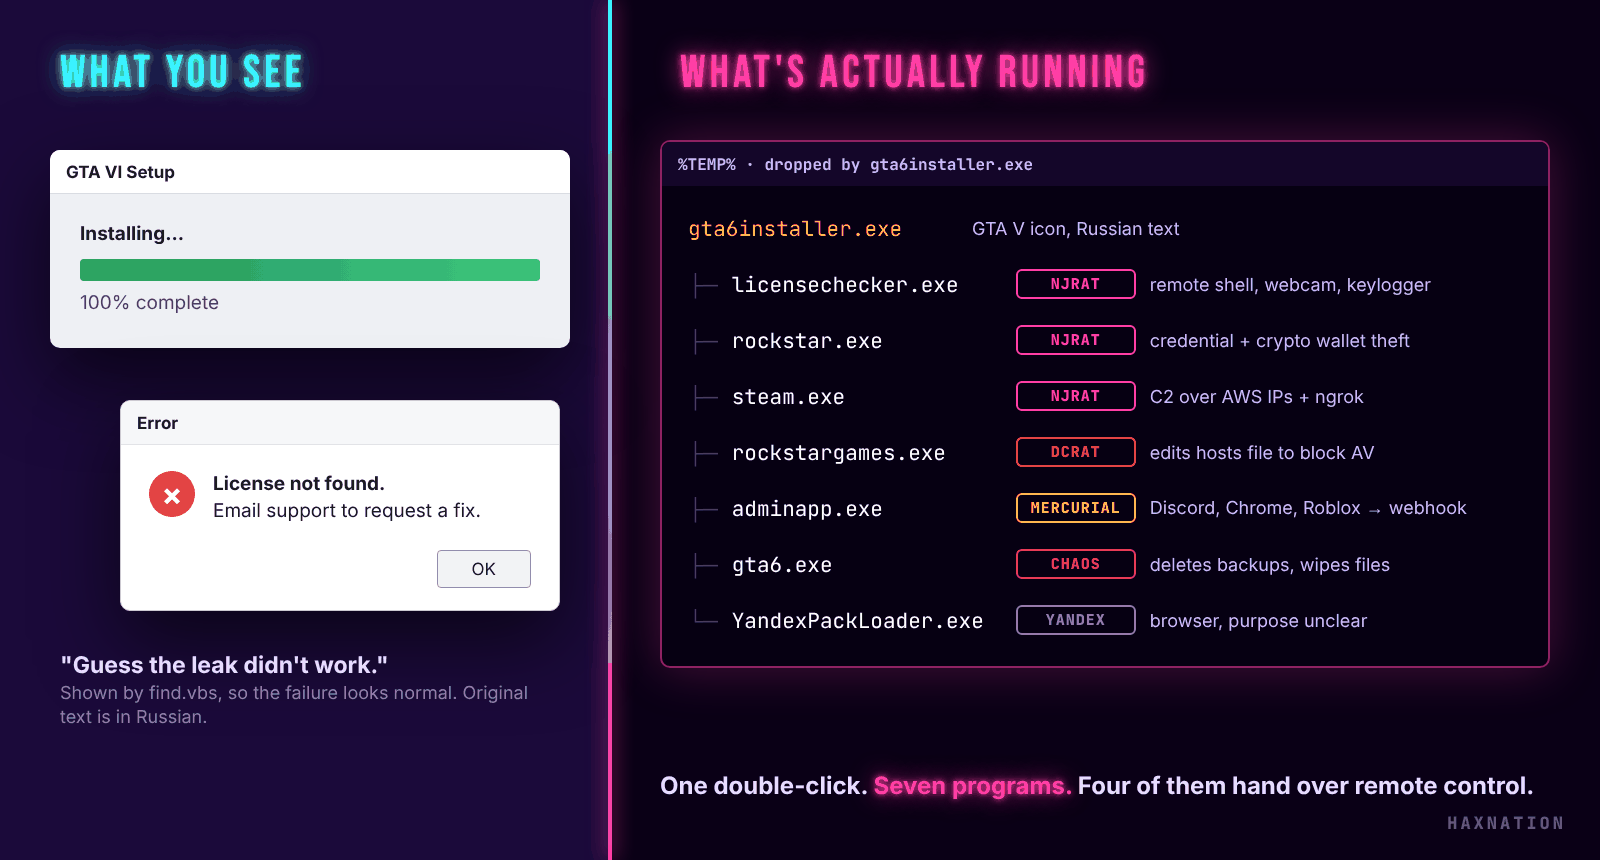 WHAT YOU SEE
GTA VI Setup
Installing...
100% complete
Error
License not found.
Email support to request a fix.
OK
"Guess the leak didn't work."
Shown by find.vbs, so the failure looks normal. Original
text is in Russian.
WHAT'S ACTUALLY RUNNING
%TEMP% · dropped by gta6installer.exe
gta6installer.exe GTA V icon, Russian text
├── licensechecker.exe NJRAT remote shell, webcam, keylogger
├── rockstar.exe NJRAT credential + crypto wallet theft
├── steam.exe NJRAT C2 over AWS IPs + ngrok
├── rockstargames.exe DCRAT edits hosts file to block AV
├── adminapp.exe MERCURIAL Discord, Chrome, Roblox → webhook
├── gta6.exe CHAOS deletes backups, wipes files
└── YandexPackLoader.exe YANDEX browser, purpose unclear
One double-click. Seven programs. Four of them hand over remote control.
HAXNATION